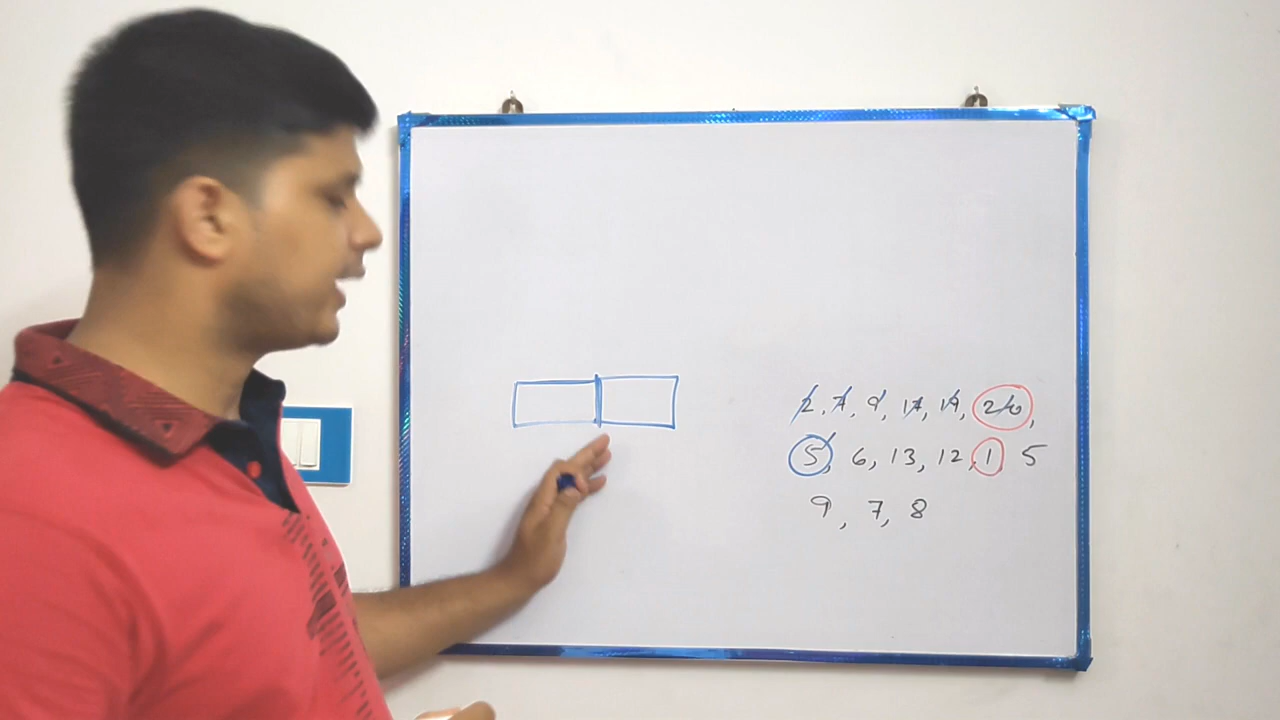 2, 7, 9, 17, 19, 20,
5, 6, 13, 12, 1 5
9, 7, 8